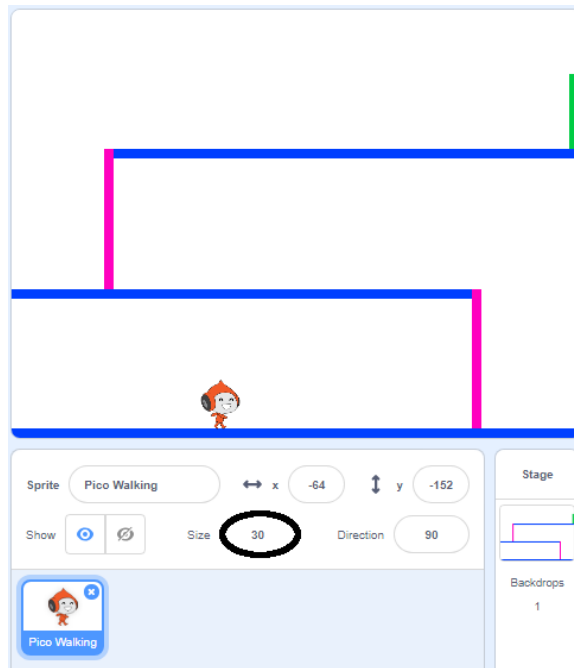 Sprite Pico Walking x -64 y -152
Show Size 30 Direction 90
Pico Walking
Stage
Backdrops
1